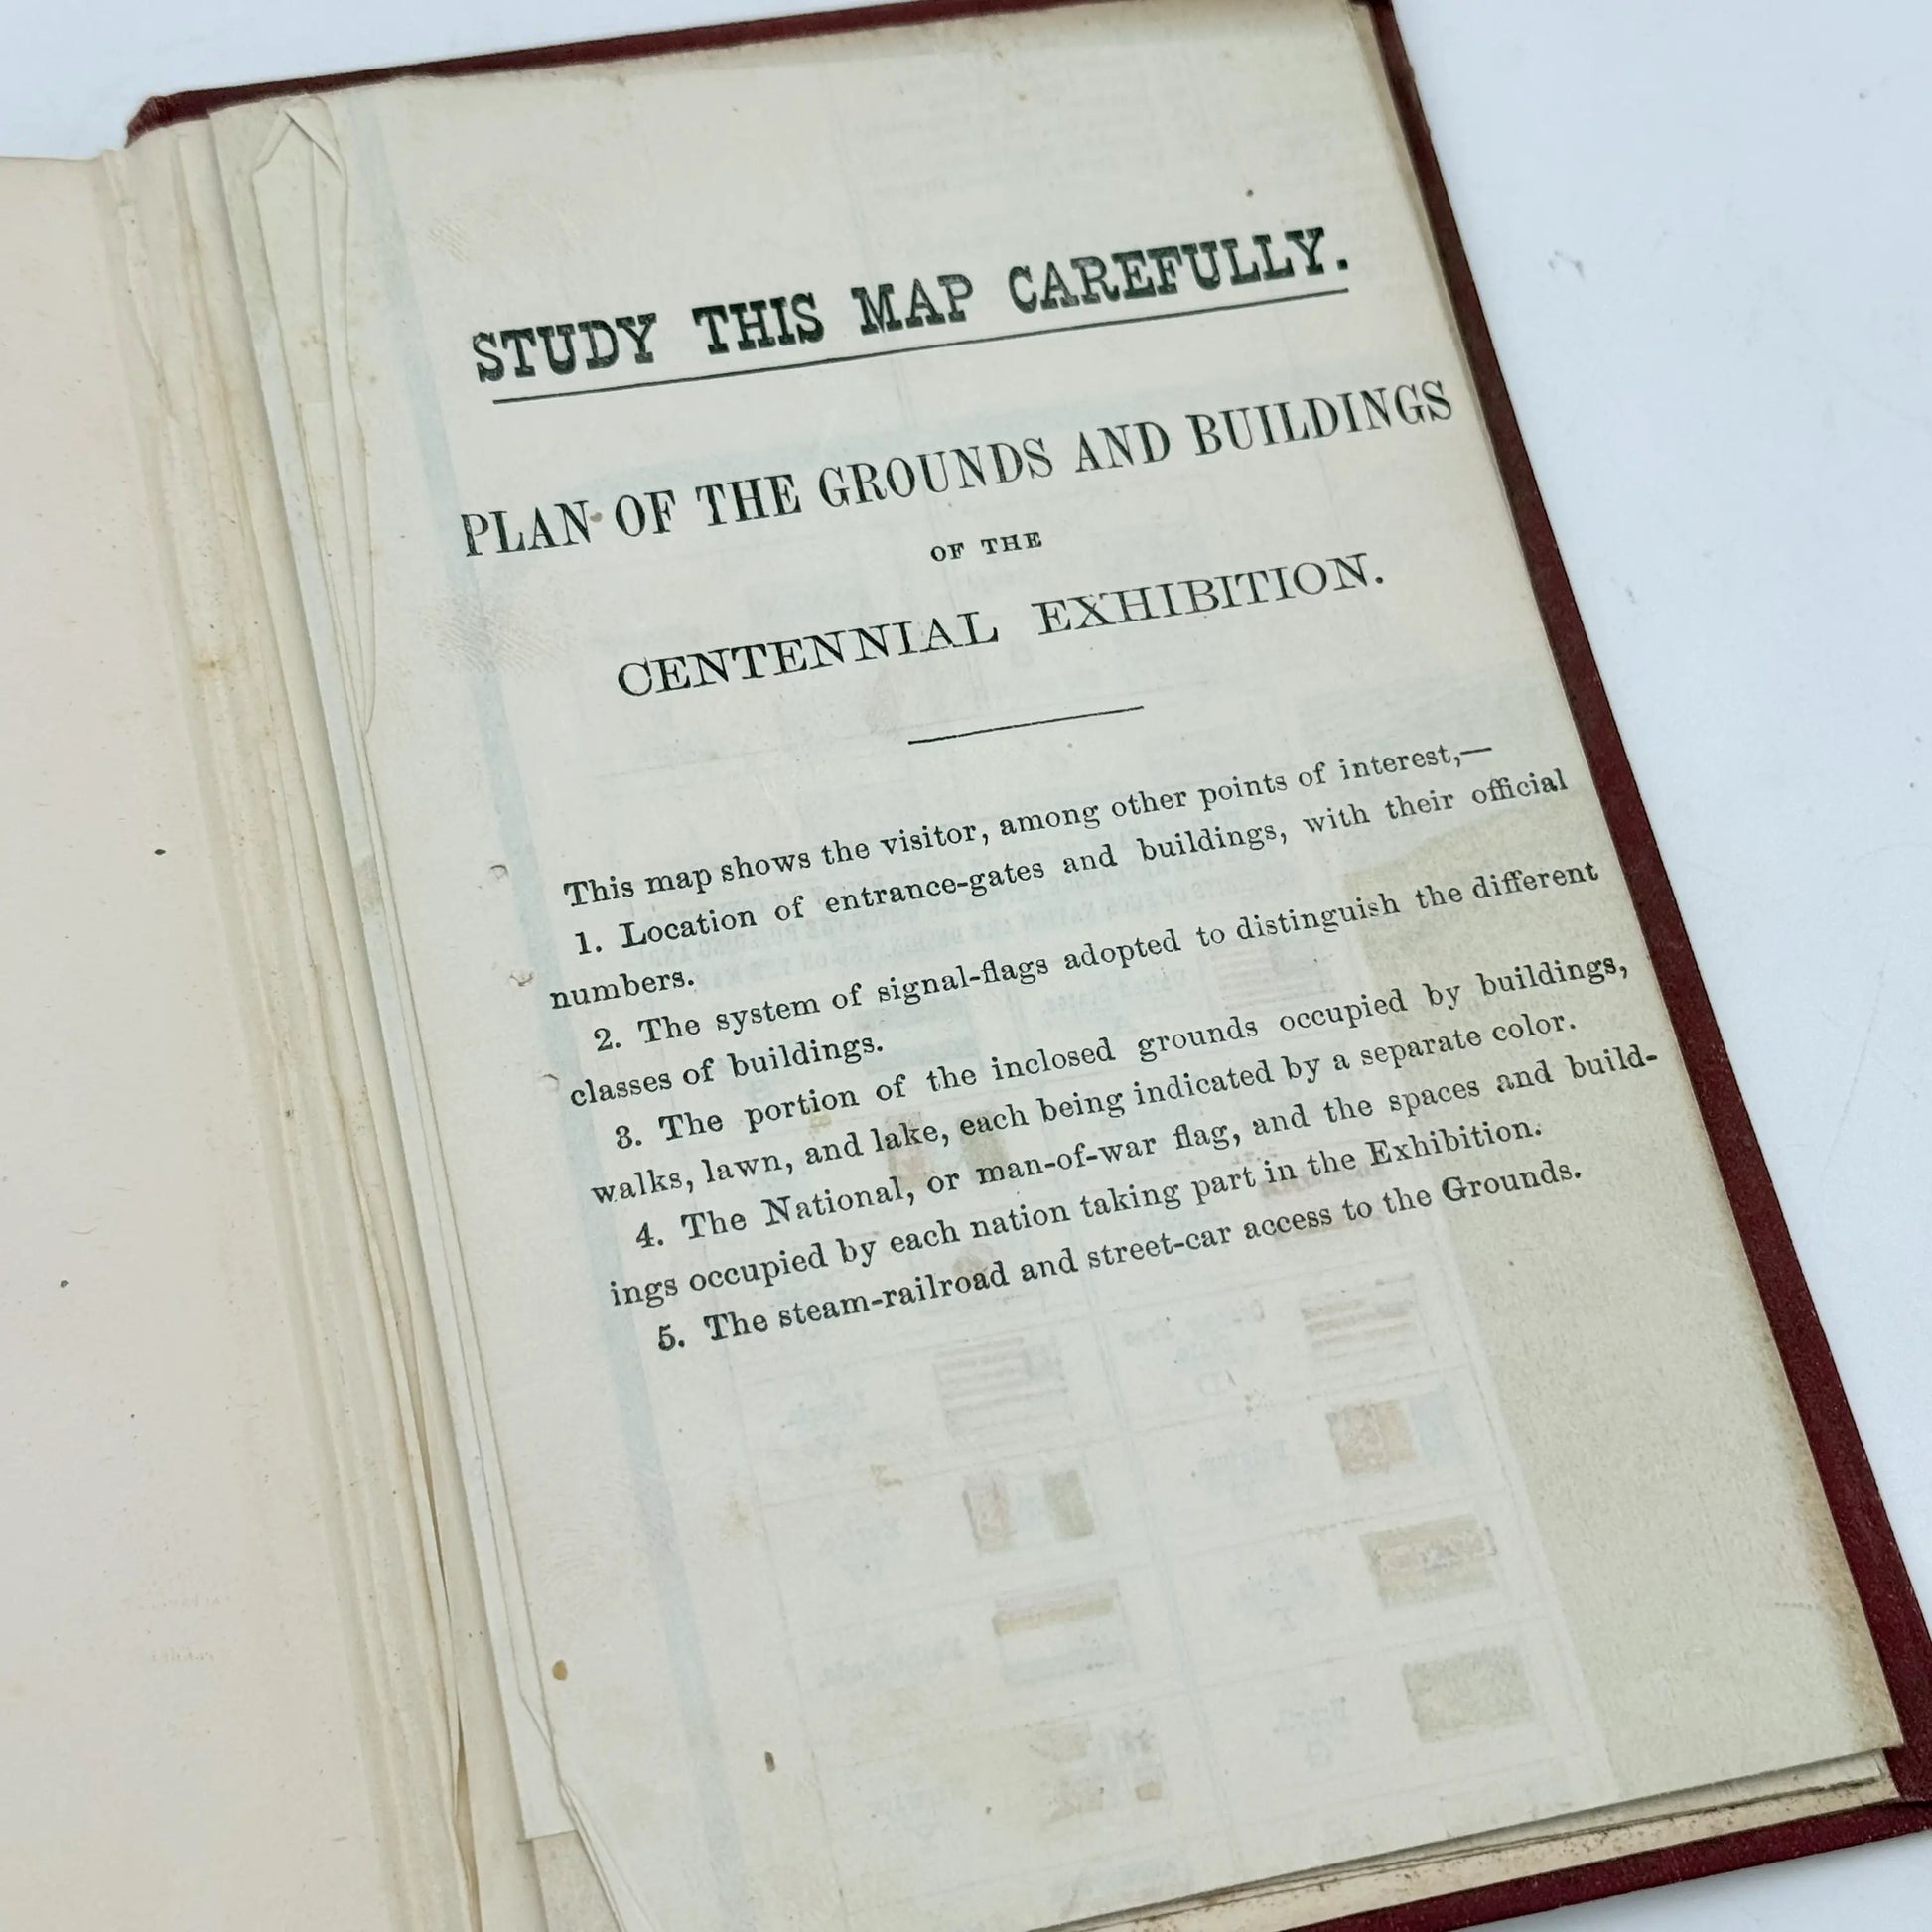 STUDY THIS MAP CAREFULLY.
PLAN OF THE GROUNDS AND BUILDINGS
OF THE
CENTENNIAL EXHIBITION.
This map shows the visitor, among other points of interest,—
1. Location of entrance-gates and buildings, with their official
numbers.
2. The system of signal-flags adopted to distinguish the different
classes of buildings.
3. The portion of the inclosed grounds occupied by buildings,
walks, lawn, and lake, each being indicated by a separate color.
4. The National, or man-of-war flag, and the spaces and build-
ings occupied by each nation taking part in the Exhibition.
5. The steam-railroad and street-car access to the Grounds.